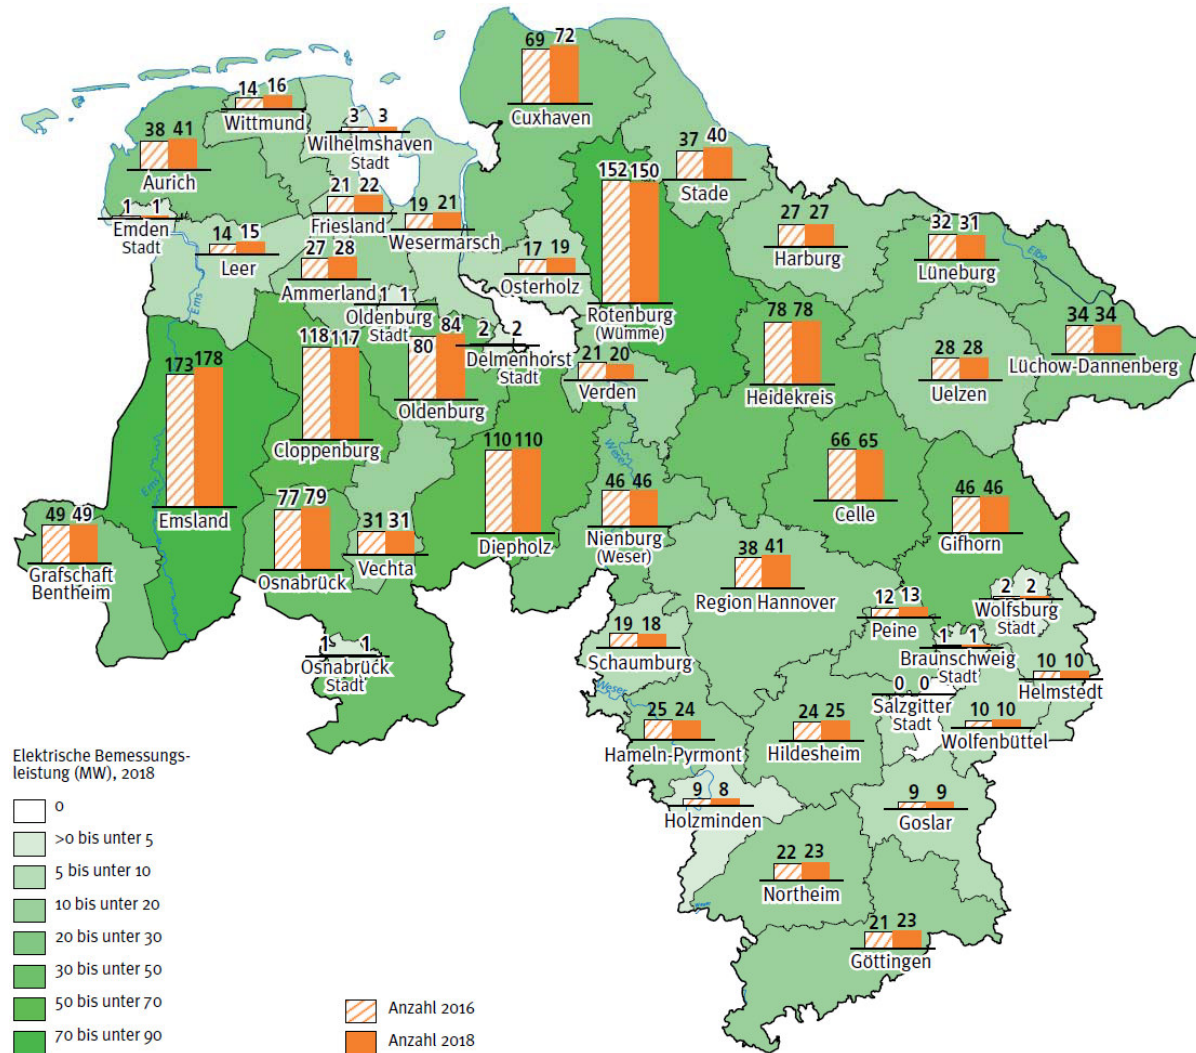 69 72
Cuxhaven
14 16
Wittmund
3 3
Wilhelmshaven
Stadt
38 41
Aurich
37 40
Stade
152 150
Rotenburg
(Wümme)
1 1
Emden
Stadt
21 22
Friesland
19 21
Wesermarsch
14 15
Leer
27 28
Ammerland
17 19
Osterholz
27 27
Harburg
32 31
Lüneburg
Elbe
Ems
1 1
Oldenburg
Stadt
118 117
Cloppenburg
80 84
Oldenburg
2 2
Delmenhorst
Stadt
21 20
Verden
78 78
Heidekreis
28 28
Uelzen
34 34
Lüchow-Dannenberg
173 178
Emsland
Ems
110 110
Diepholz
Weser
46 46
Nienburg
(Weser)
66 65
Celle
46 46
Gifhorn
49 49
Grafschaft
Bentheim
77 79
Osnabrück
31 31
Vechta
38 41
Region Hannover
12 13
Peine
2 2
Wolfsburg
Stadt
1 1
Osnabrück
Stadt
19 18
Schaumburg
Weser
1 1
Braunschweig
Stadt
10 10
Helmstedt
0 0
Salzgitter
Stadt
10 10
Wolfenbüttel
25 24
Hameln-Pyrmont
24 25
Hildesheim
9 8
Holzminden
9 9
Goslar
22 23
Northeim
21 23
Göttingen
Elektrische Bemessungs-
leistung (MW), 2018
0
>0 bis unter 5
5 bis unter 10
10 bis unter 20
20 bis unter 30
30 bis unter 50
50 bis unter 70
70 bis unter 90
Anzahl 2016
Anzahl 2018